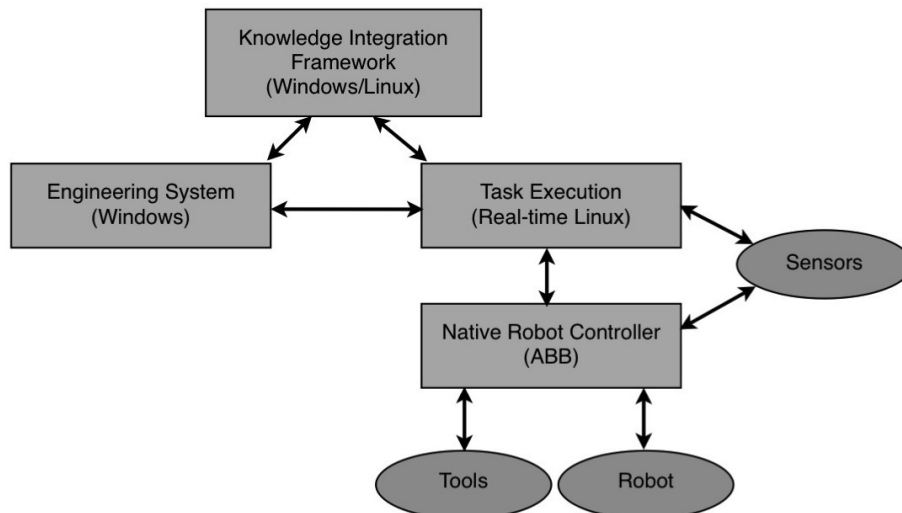 Knowledge Integration
Framework
(Windows/Linux)
Engineering System
(Windows)
Task Execution
(Real-time Linux)
Sensors
Native Robot Controller
(ABB)
Tools
Robot